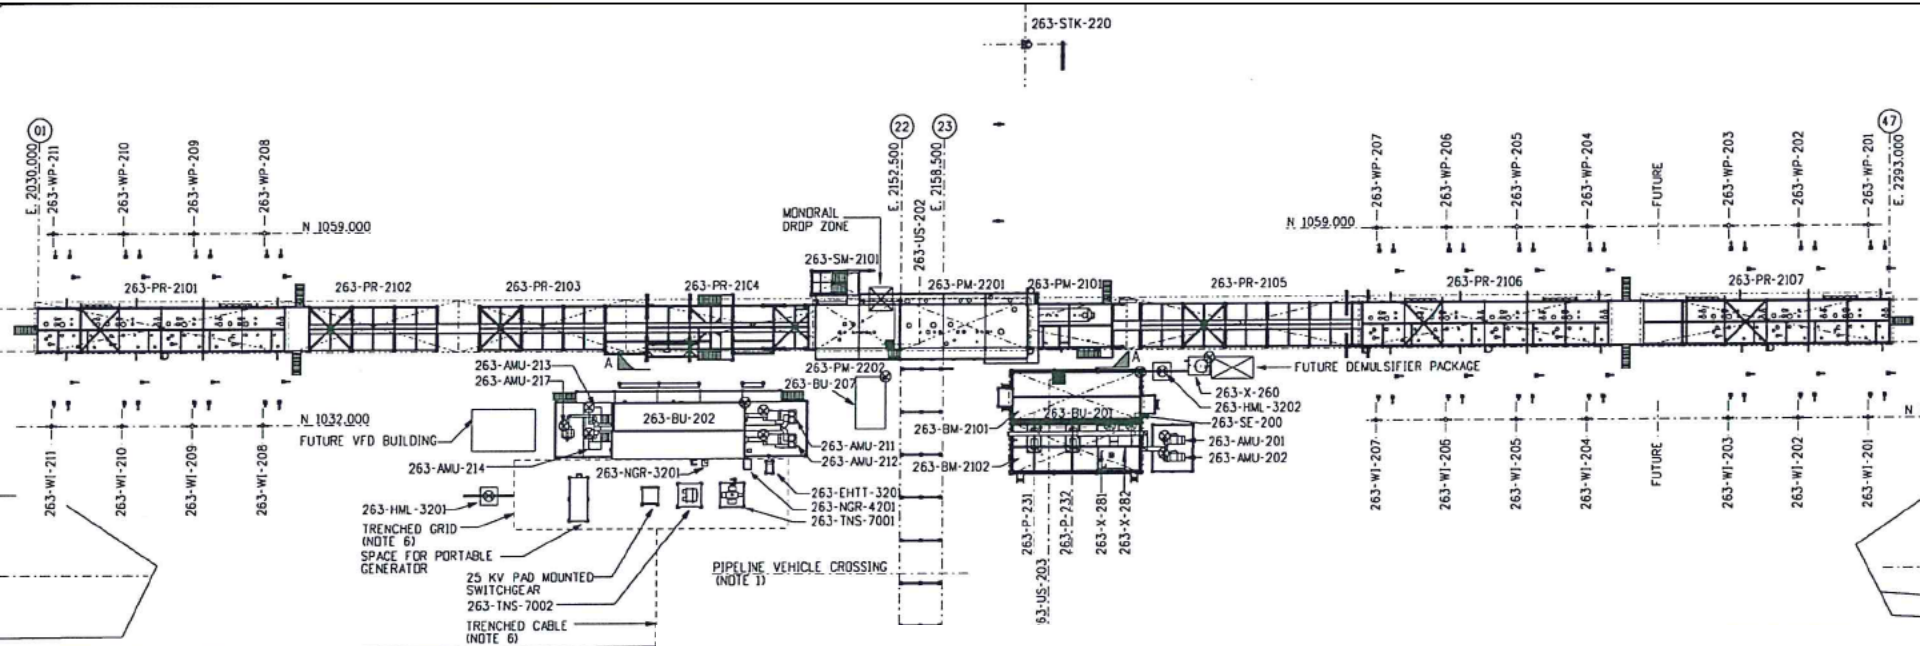 263-STK-220
01
22
23
47
E. 2030.000
263-WP-211
263-WP-210
263-WP-209
263-WP-208
N 1059.000
MONORAIL
DROP ZONE
E. 2152.500
E. 2158.500
263-US-202
N 1059.000
263-WP-207
263-WP-206
263-WP-205
263-WP-204
FUTURE
263-WP-203
263-WP-202
263-WP-201
E. 2293.000
263-SM-2101
263-PR-2101
263-PR-2102
263-PR-2103
263-PR-2104
263-PM-2201
263-PM-2101
263-PR-2105
263-PR-2106
263-PR-2107
A
A
263-AMU-213
263-AMU-217
263-PM-2202
263-BU-207
FUTURE DEMULSIFIER PACKAGE
263-X-260
263-HML-3202
263-SE-200
263-BU-202
263-BU-201
263-BM-2101
263-BM-2102
263-AMU-201
263-AMU-202
N 1032.000
FUTURE VFD BUILDING
263-AMU-211
263-AMU-212
263-AMU-214
263-NGR-3201
263-EHTT-3201
263-NGR-4201
263-TNS-7001
263-HML-3201
TRENCHED GRID
(NOTE 6)
SPACE FOR PORTABLE
GENERATOR
25 KV PAD MOUNTED
SWITCHGEAR
263-TNS-7002
TRENCHED CABLE
(NOTE 6)
PIPELINE VEHICLE CROSSING
(NOTE 1)
263-WI-211
263-WI-210
263-WI-209
263-WI-208
263-P-231
63-US-203
263-P-232
263-X-281
263-X-282
263-WI-207
263-WI-206
263-WI-205
263-WI-204
FUTURE
263-WI-203
263-WI-202
263-WI-201
N